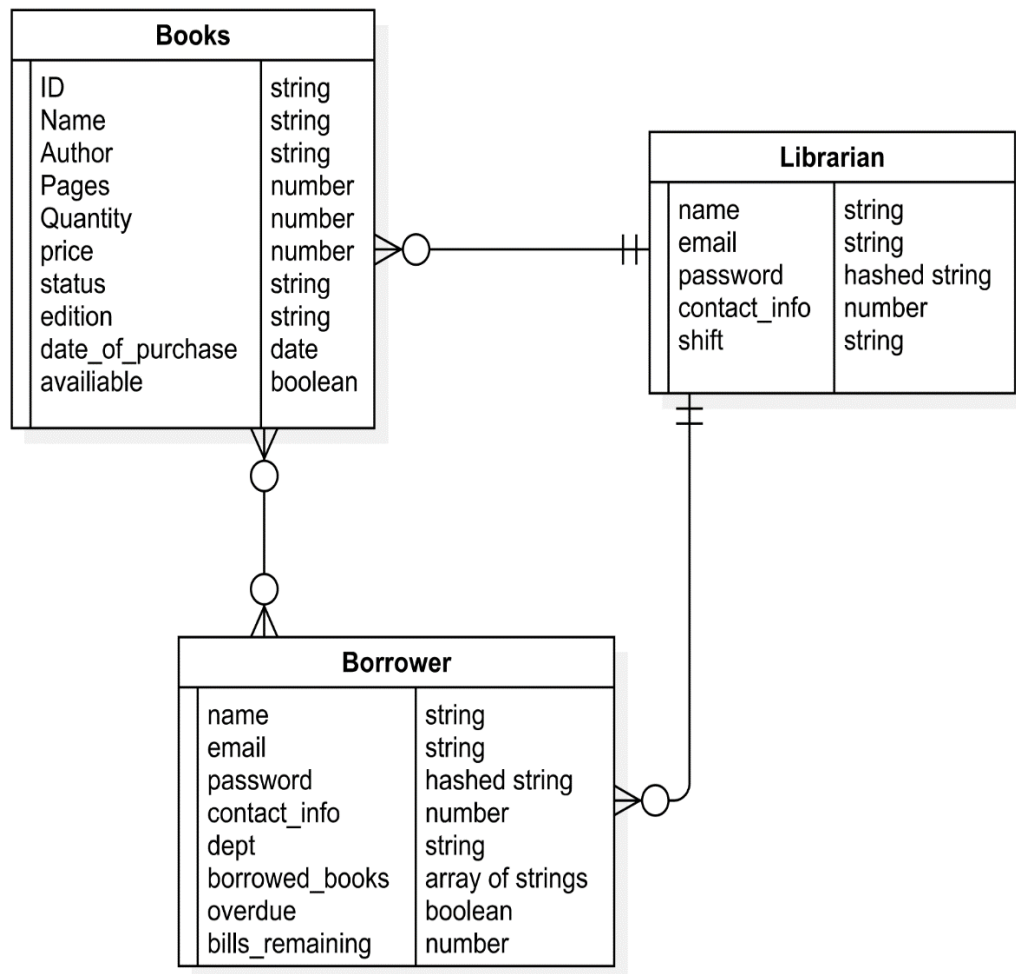 Books
ID string
Name string
Author string
Pages number
Quantity number
price number
status string
edition string
date_of_purchase date
availiable boolean
Librarian
name string
email string
password hashed string
contact_info number
shift string
Borrower
name string
email string
password hashed string
contact_info number
dept string
borrowed_books array of strings
overdue boolean
bills_remaining number